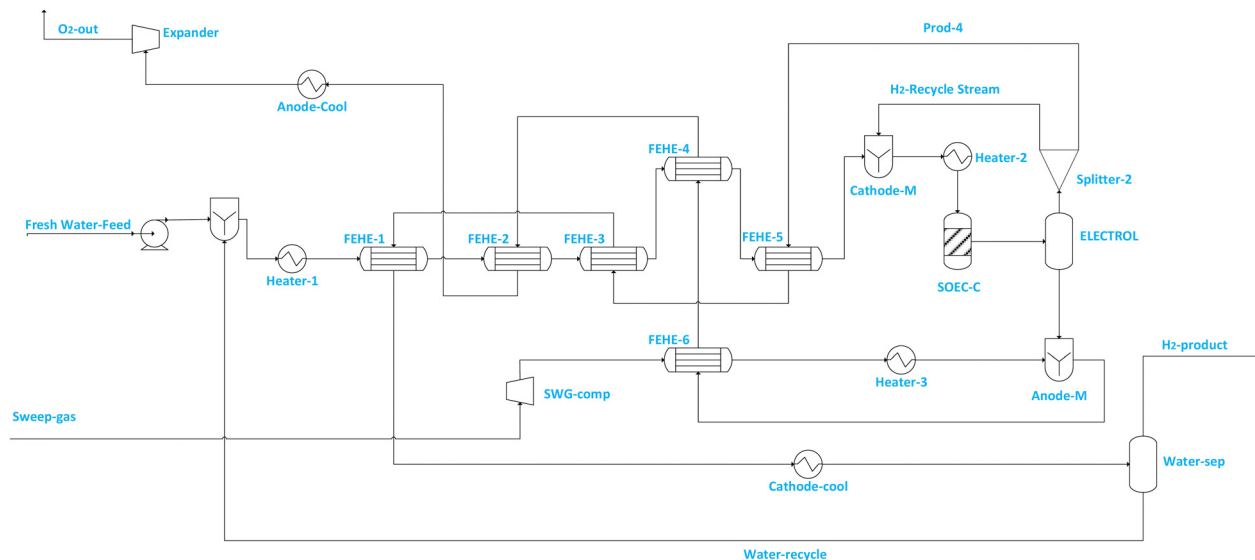 O2-out
Expander
Prod-4
Anode-Cool
H2-Recycle Stream
FEHE-4
Heater-2
Cathode-M
Splitter-2
Fresh Water-Feed
FEHE-1
FEHE-2
FEHE-3
FEHE-5
ELECTROL
Heater-1
SOEC-C
FEHE-6
H2-product
Heater-3
SWG-comp
Anode-M
Sweep-gas
Water-sep
Cathode-cool
Water-recycle